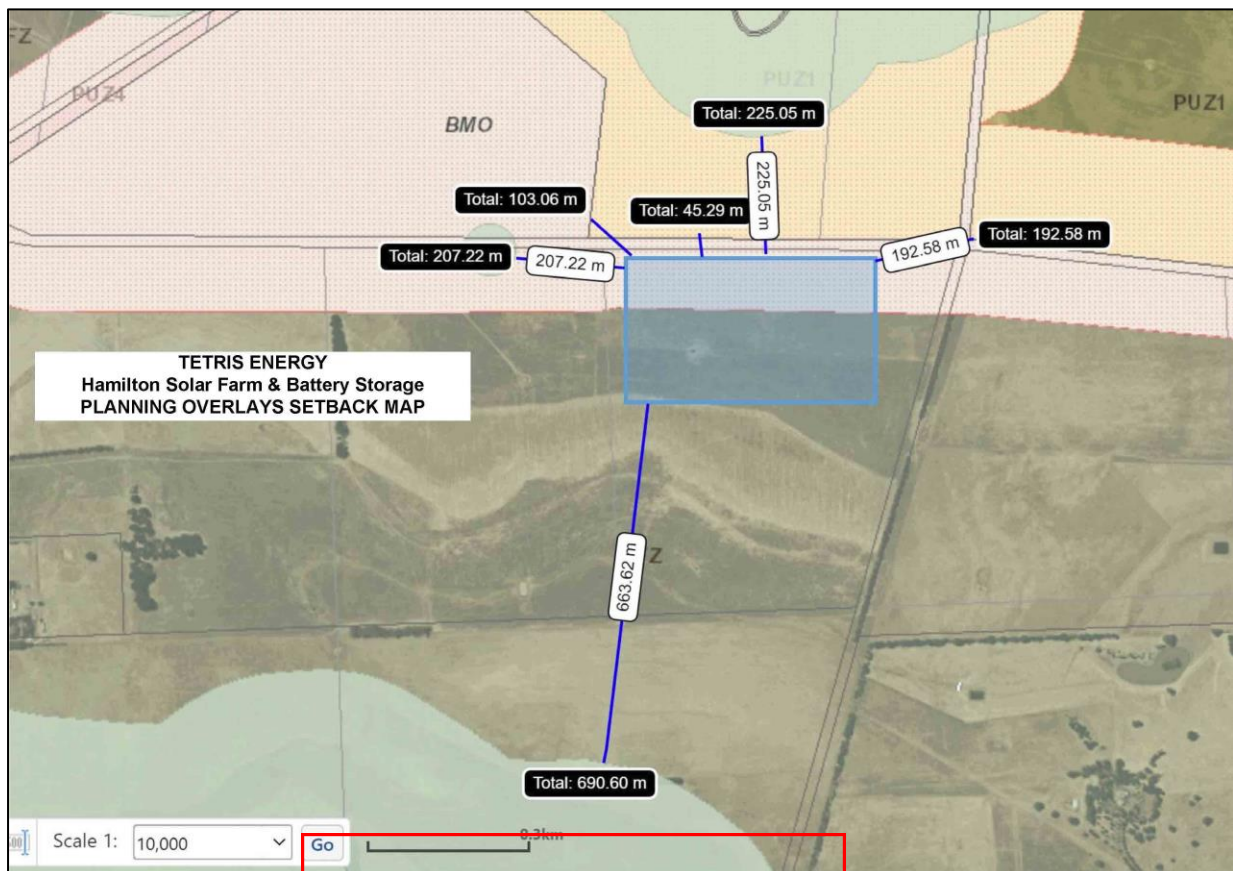 FZ
PUZ4
PUZ1
PUZ1
BMO
Total: 225.05 m
225.05 m
Total: 103.06 m
Total: 45.29 m
Total: 192.58 m
192.58 m
Total: 207.22 m
207.22 m
TETRIS ENERGY
Hamilton Solar Farm & Battery Storage
PLANNING OVERLAYS SETBACK MAP
Z
663.62 m
Total: 690.60 m
Scale 1:
10,000
Go
0.3km